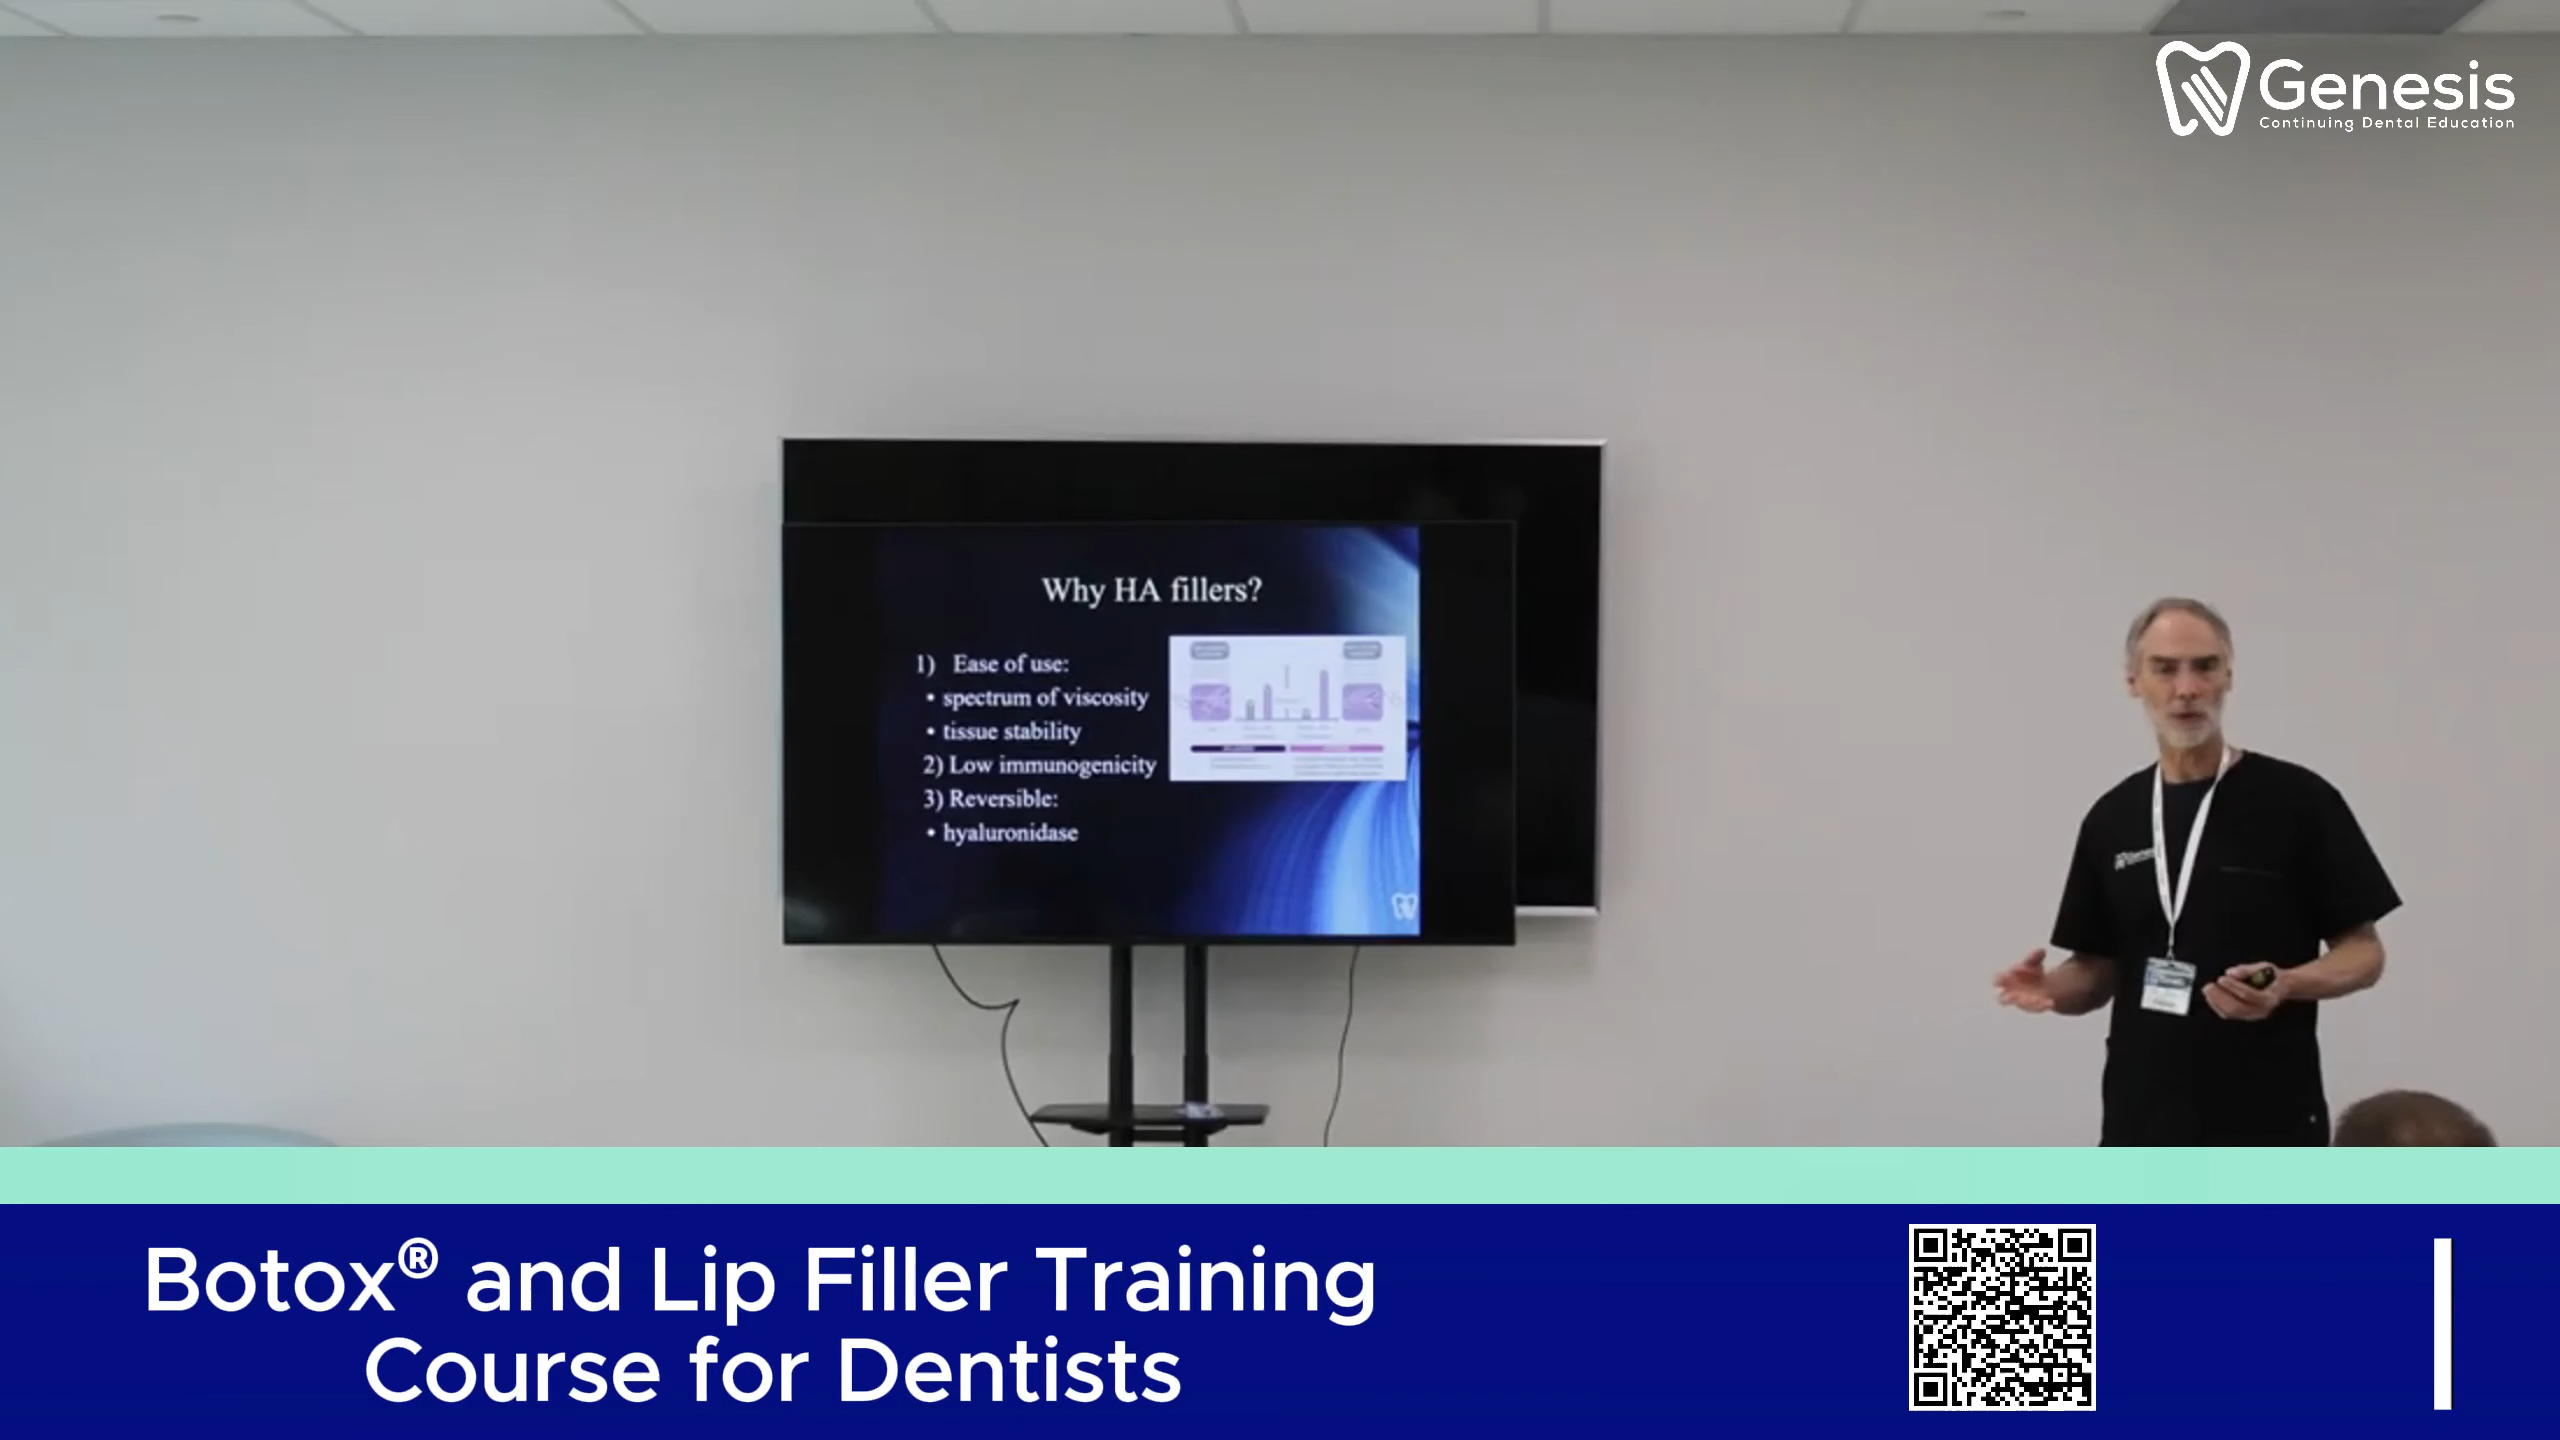 Genesis
Continuing Dental Education
Why HA fillers?
1) Ease of use:
• spectrum of viscosity
• tissue stability
2) Low immunogenicity
3) Reversible:
• hyaluronidase
Botox® and Lip Filler Training
Course for Dentists